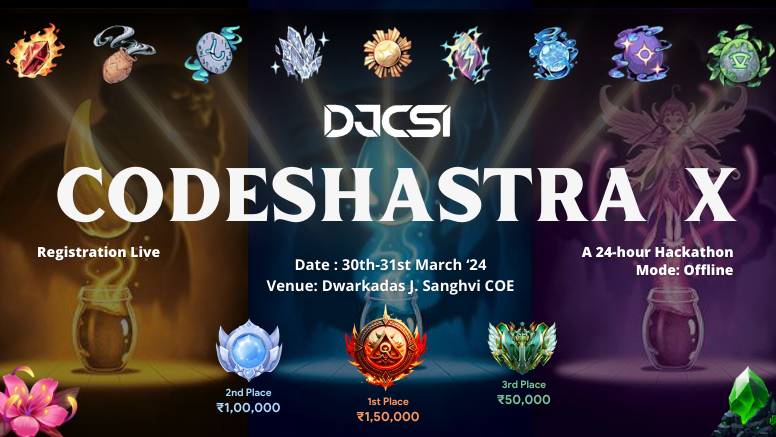 DJCSI
CODESHASTRA X
Registration Live
A 24-hour Hackathon
Mode: Offline
Date : 30th-31st March ‘24
Venue: Dwarkadas J. Sanghvi COE
2nd Place
₹1,00,000
1st Place
₹1,50,000
3rd Place
₹50,000